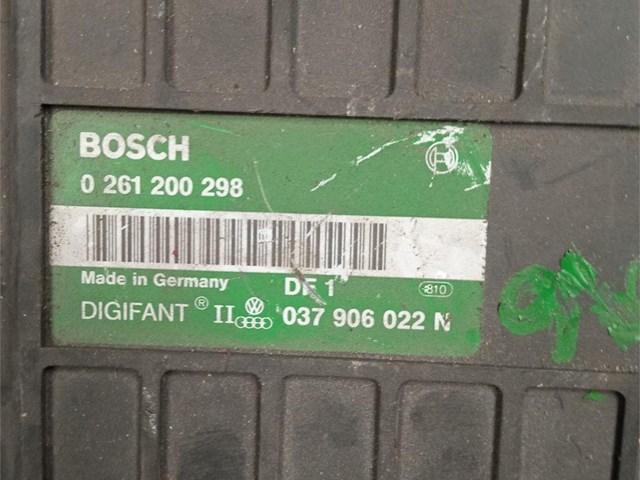 BOSCH
0 261 200 298
Made in Germany DF 1 810
DIGIFANT ® II 037 906 022 N